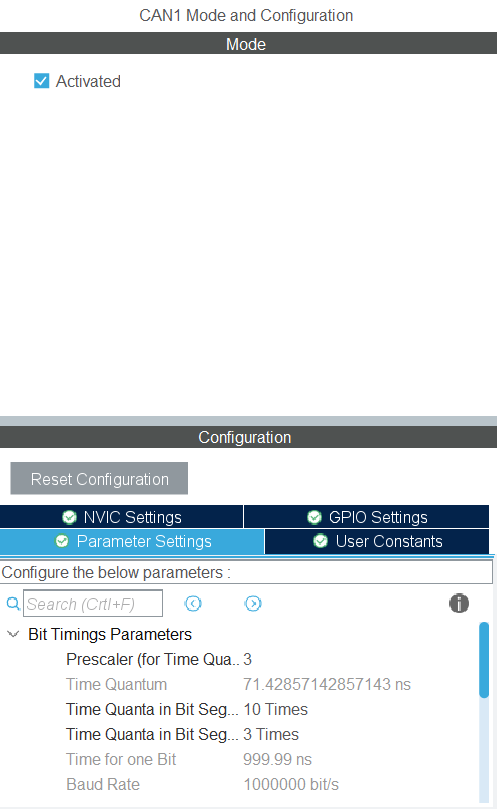 CAN1 Mode and Configuration
Mode
Activated
Configuration
Reset Configuration
NVIC Settings
GPIO Settings
Parameter Settings
User Constants
Configure the below parameters :
Search (CrtI+F)
Bit Timings Parameters
Prescaler (for Time Qua.. 3
Time Quantum 71.42857142857143 ns
Time Quanta in Bit Seg... 10 Times
Time Quanta in Bit Seg... 3 Times
Time for one Bit 999.99 ns
Baud Rate 1000000 bit/s